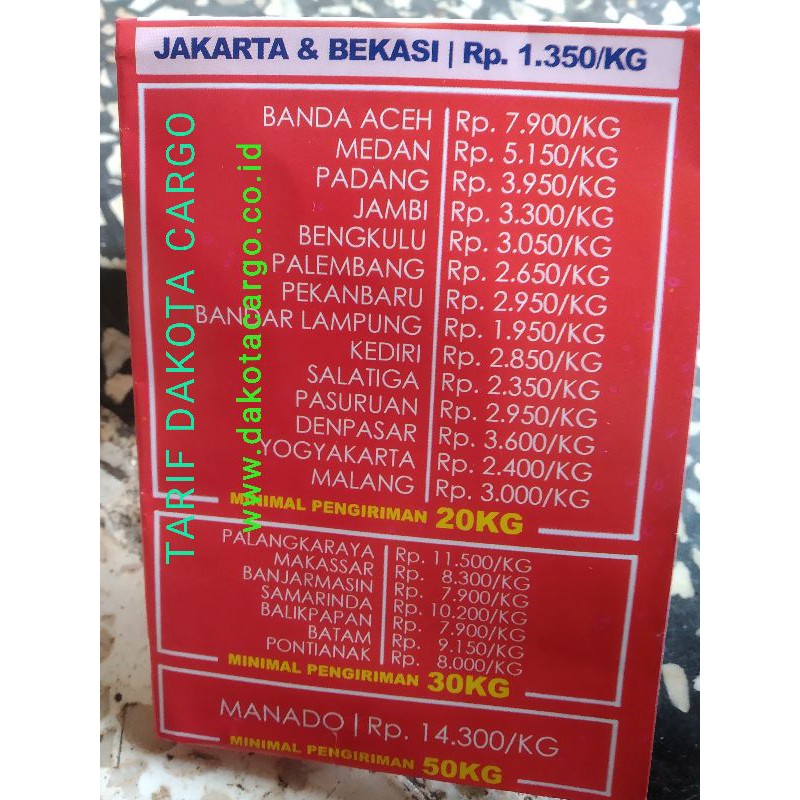 JAKARTA & BEKASI | Rp. 1.350/KG
BANDA ACEH | Rp. 7.900/KG
MEDAN | Rp. 5.150/KG
PADANG | Rp. 3.950/KG
JAMBI | Rp. 3.300/KG
BENGKULU | Rp. 3.050/KG
PALEMBANG | Rp. 2.650/KG
PEKANBARU | Rp. 2.950/KG
BANDAR LAMPUNG | Rp. 1.950/KG
KEDIRI | Rp. 2.850/KG
SALATIGA | Rp. 2.350/KG
PASURUAN | Rp. 2.950/KG
DENPASAR | Rp. 3.600/KG
YOGYAKARTA | Rp. 2.400/KG
MALANG | Rp. 3.000/KG
MINIMAL PENGIRIMAN 20KG
PALANGKARAYA | Rp. 11.500/KG
MAKASSAR | Rp. 8.300/KG
BANJARMASIN | Rp. 7.900/KG
SAMARINDA | Rp. 10.200/KG
BALIKPAPAN | Rp. 7.900/KG
BATAM | Rp. 9.150/KG
PONTIANAK | Rp. 8.000/KG
MINIMAL PENGIRIMAN 30KG
MANADO | Rp. 14.300/KG
MINIMAL PENGIRIMAN 50KG
TARIF DAKOTA CARGO
www.dakotacargo.co.id